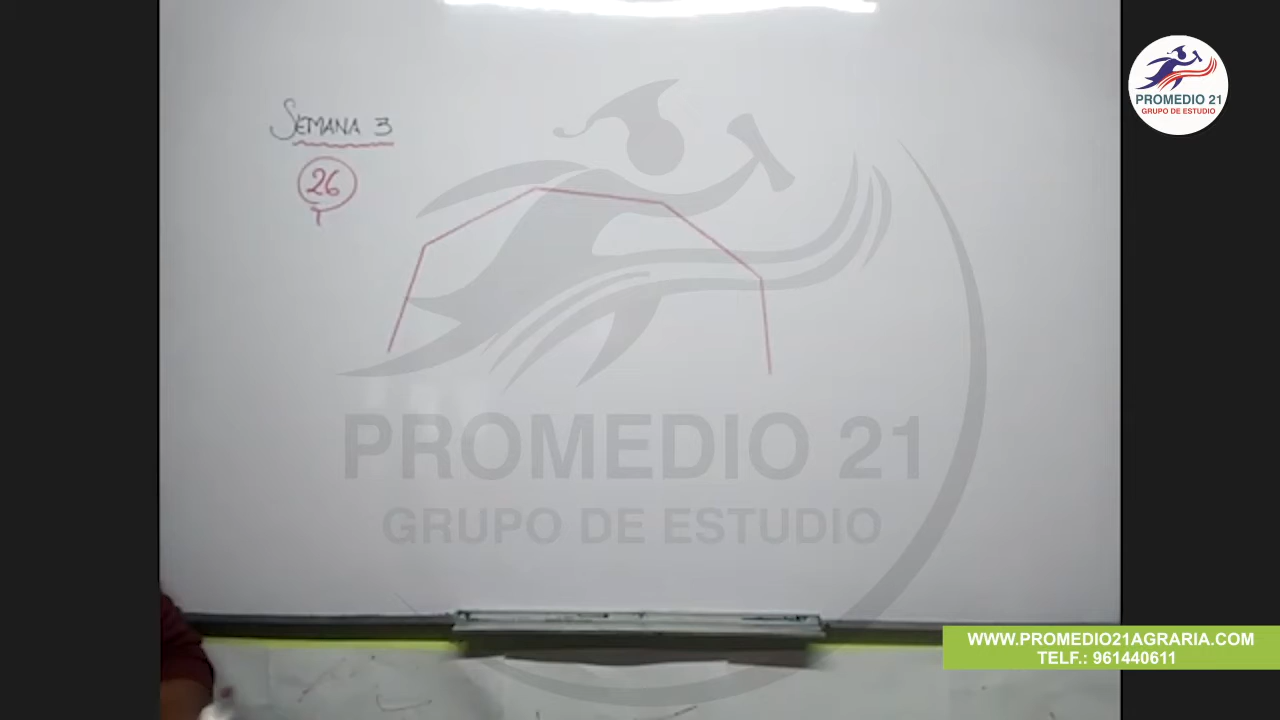 SEMANA 3
26
PROMEDIO 21
GRUPO DE ESTUDIO
PROMEDIO 21
GRUPO DE ESTUDIO
WWW.PROMEDIO21AGRARIA.COM
TELF.: 961440611